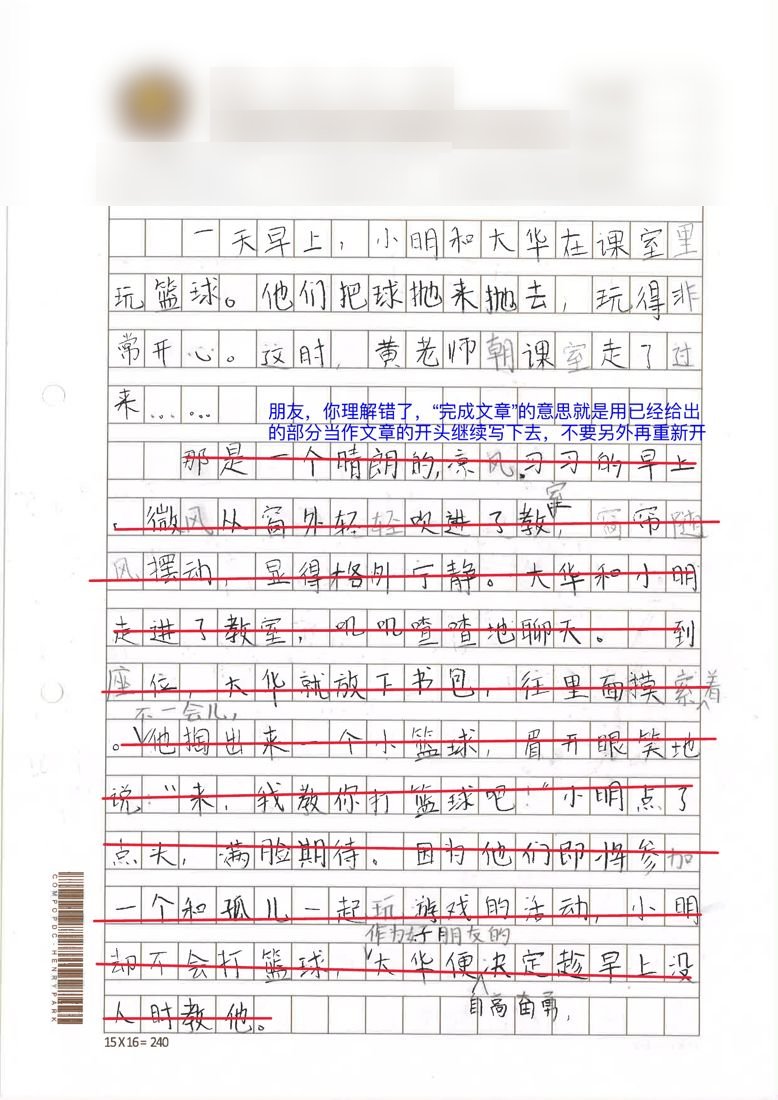 一天早上，小明和大华在课室里
玩篮球。他们把球抛来抛去，玩得非
常开心。这时，黄老师朝课室走了过
来……
朋友，你理解错了，“完成文章”的意思就是用已经给出
的部分当作文章的开头继续写下去，不要另外再重新开
那是一个晴朗的,凉风习习的早上
室
。微风从窗外轻轻吹进了教，窗帘随
风摆动，显得格外宁静。大华和小明
走进了教室，叽叽喳喳地聊天。一到
座位，大华就放下书包，往里面摸索着
不一会儿，
。他掏出来一个小篮球，眉开眼笑地
说：“来，我教你打篮球吧！”小明点了
点头，满脸期待。因为他们即将参加
一个和孤儿一起玩游戏的活动，小明
作为好朋友的
却不会打篮球，大华便决定趁早上没
自高奋勇，
人时教他。
15X16=240
COMPOPDC-HENRYPARK